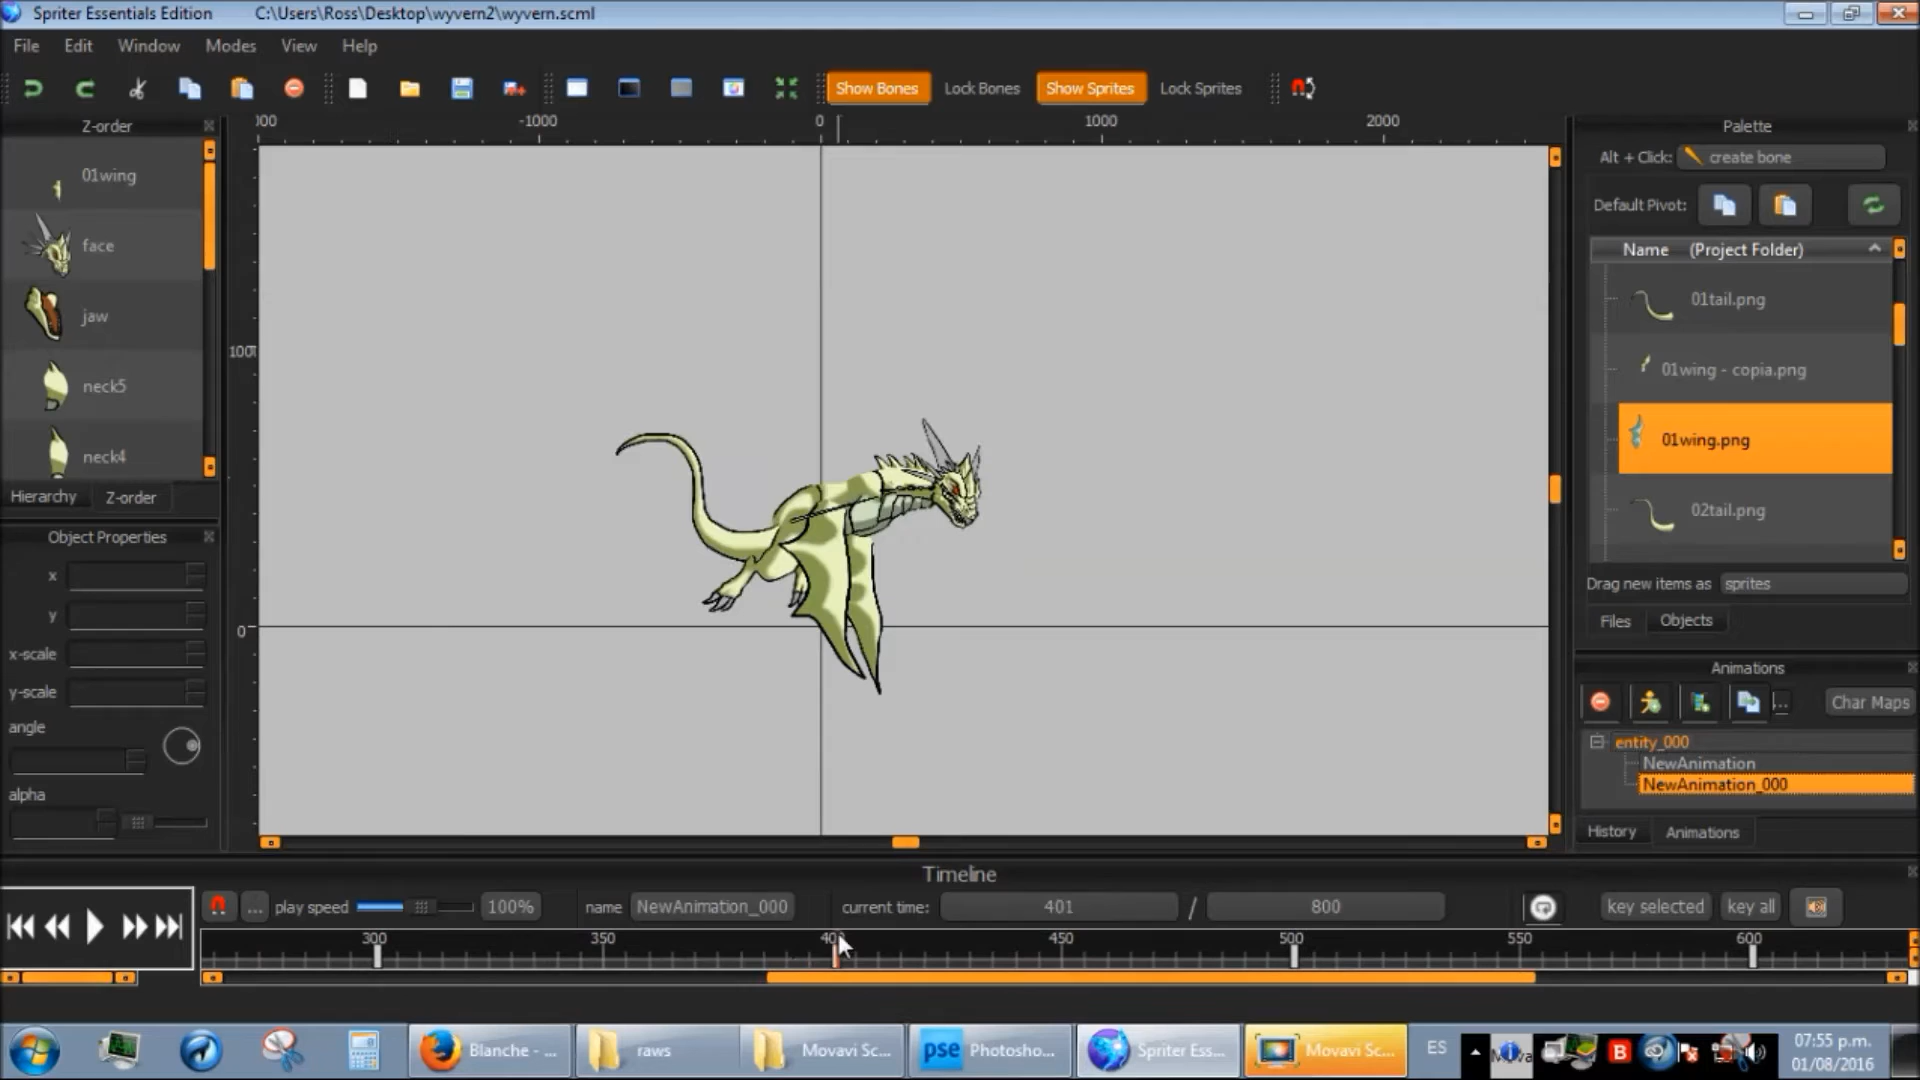 Spriter Essentials Edition C:\Users\Ross\Desktop\wyvern2\wyvern.scml
File Edit Window Modes View Help
Show Bones Lock Bones Show Sprites Lock Sprites
Z-order
01wing
face
jaw
neck5
neck4
Hierarchy Z-order
Object Properties
x
y
x-scale
y-scale
angle
alpha
-1000 0 1000 2000
0
Palette
Alt + Click: create bone
Default Pivot:
Name (Project Folder)
01tail.png
01wing - copia.png
01wing.png
02tail.png
Drag new items as sprites
Files Objects
Animations
... Char Maps
entity_000
NewAnimation
NewAnimation_000
History Animations
Timeline
... play speed 100% name NewAnimation_000 current time: 401 / 800 key selected key all
300 350 400 450 500 550 600
Blanche - ... raws Movavi Sc... pse Photosho... Spriter Ess... Movavi Sc... ES
07:55 p.m.
01/08/2016